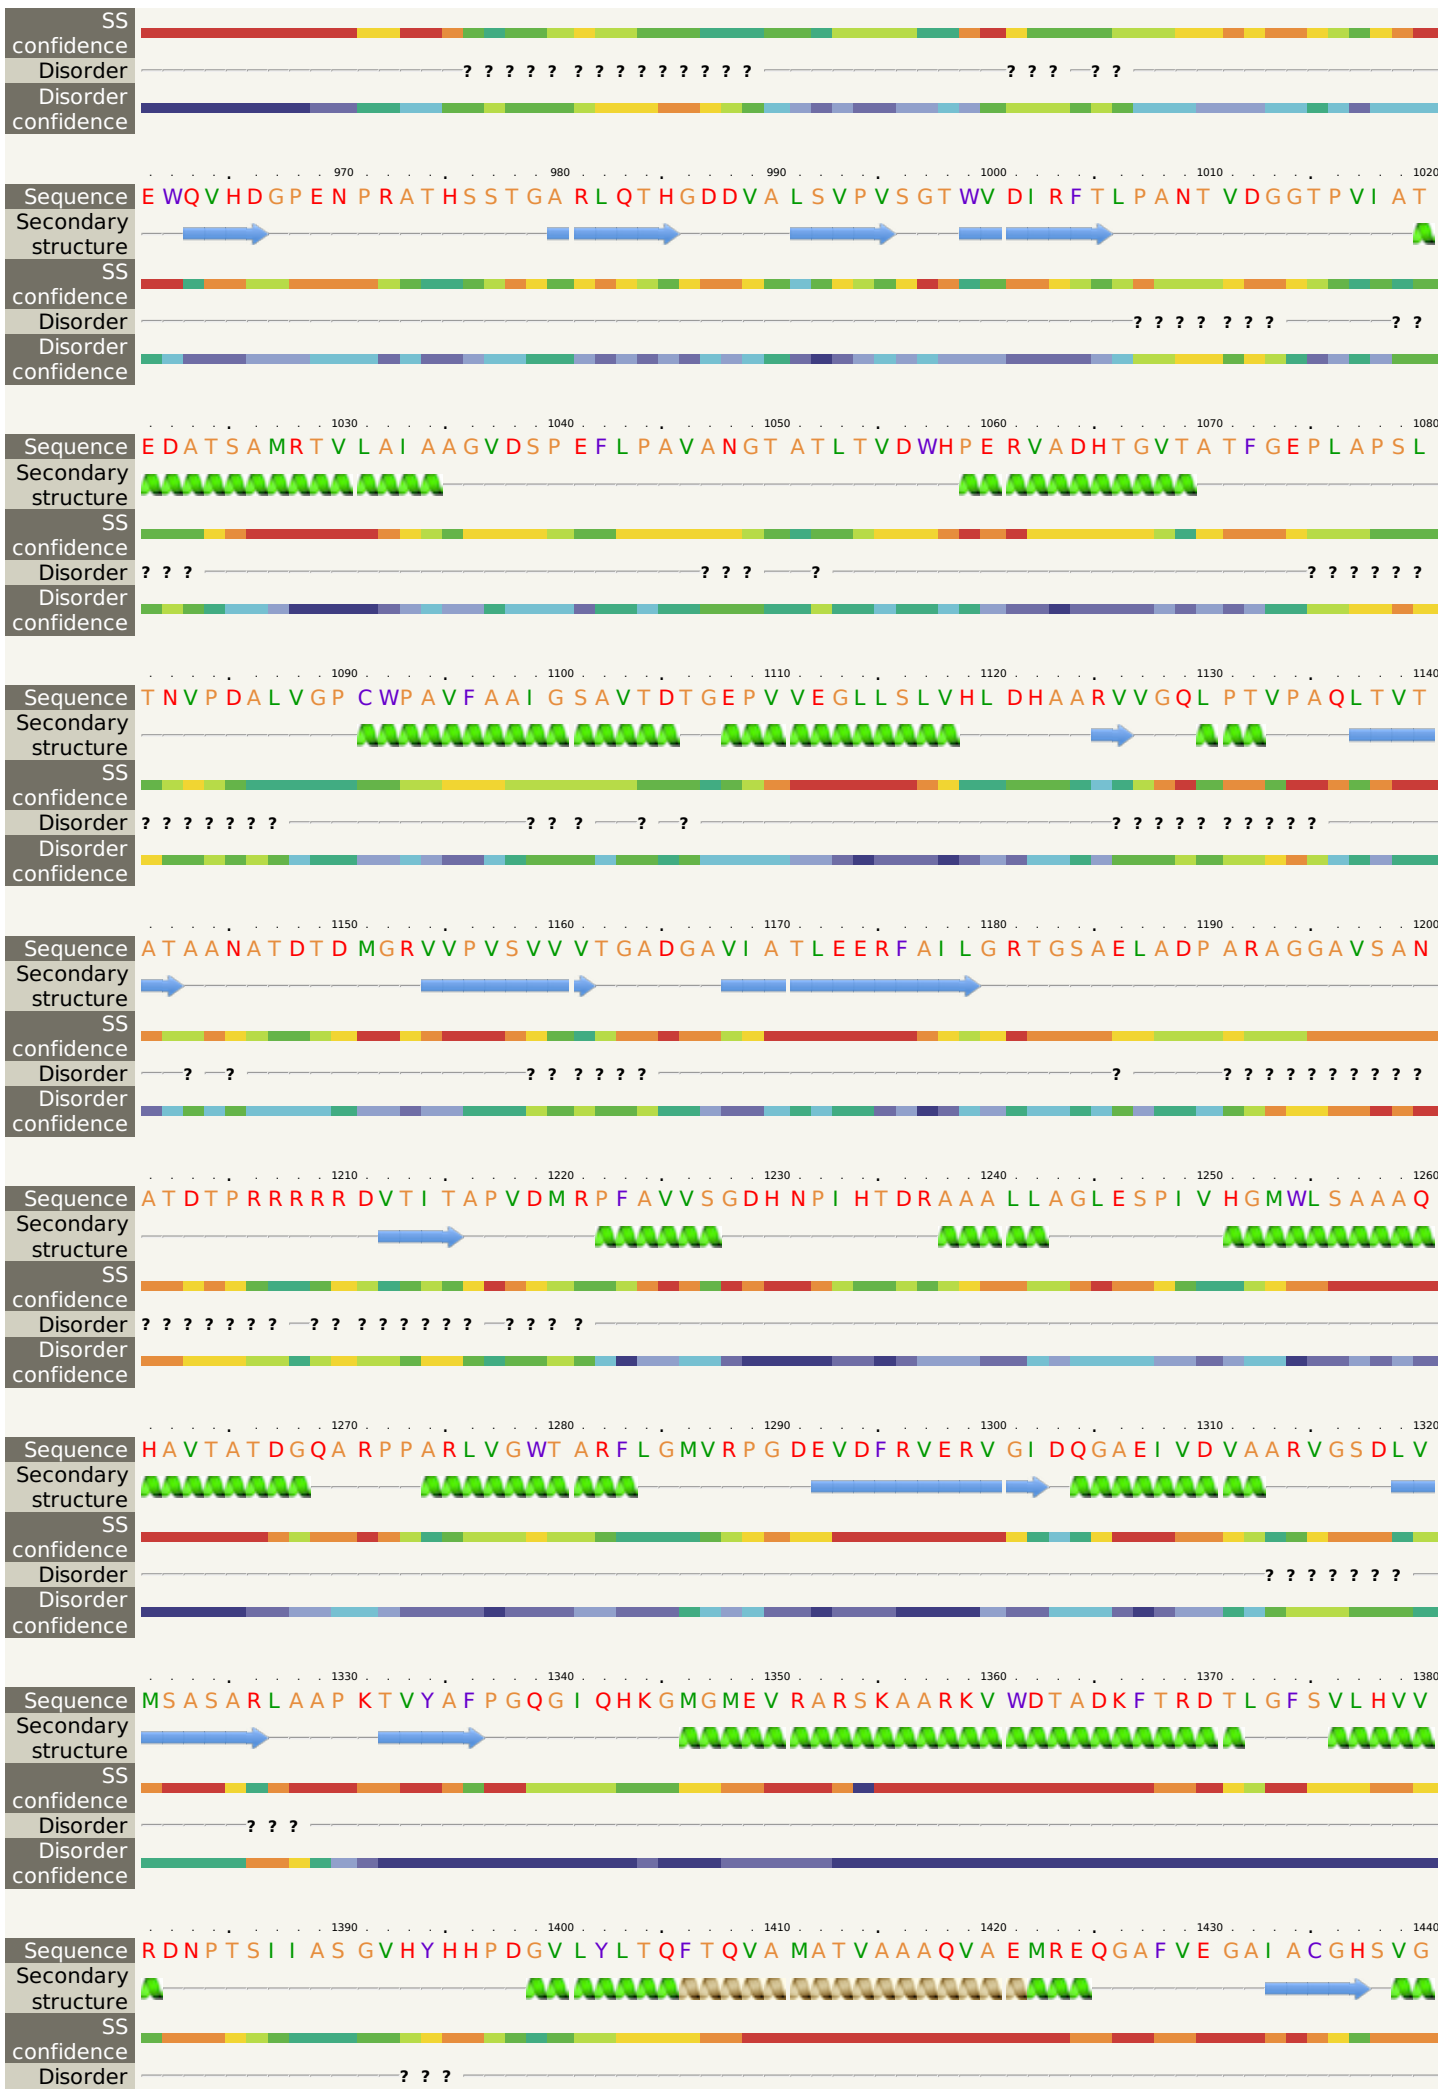 SS
confidence
Disorder ? ? ? ? ? ? ? ? ? ? ? ? ? ? ? ? ? ? ?
Disorder
confidence
970 980 990 1000 1010 1020
Sequence E W Q V H D G P E N P R A T H S S T G A R L Q T H G D D V A L S V P V S G T W V D I R F T L P A N T V D G G T P V I A T
Secondary
structure
SS
confidence
Disorder ? ? ? ? ? ? ? ? ?
Disorder
confidence
1030 1040 1050 1060 1070 1080
Sequence E D A T S A M R T V L A I A A G V D S P E F L P A V A N G T A T L T V D W H P E R V A D H T G V T A T F G E P L A P S L
Secondary
structure
SS
confidence
Disorder ? ? ? ? ? ? ? ? ? ? ? ? ?
Disorder
confidence
1090 1100 1110 1120 1130 1140
Sequence T N V P D A L V G P C W P A V F A A I G S A V T D T G E P V V E G L L S L V H L D H A A R V V G Q L P T V P A Q L T V T
Secondary
structure
SS
confidence
Disorder ? ? ? ? ? ? ? ? ? ? ? ? ? ? ? ? ? ? ? ? ? ?
Disorder
confidence
1150 1160 1170 1180 1190 1200
Sequence A T A A N A T D T D M G R V V P V S V V V T G A D G A V I A T L E E R F A I L G R T G S A E L A D P A R A G G A V S A N
Secondary
structure
SS
confidence
Disorder ? ? ? ? ? ? ? ? ? ? ? ? ? ? ? ? ? ? ?
Disorder
confidence
1210 1220 1230 1240 1250 1260
Sequence A T D T P R R R R R D V T I T A P V D M R P F A V V S G D H N P I H T D R A A A L L A G L E S P I V H G M W L S A A A Q
Secondary
structure
SS
confidence
Disorder ? ? ? ? ? ? ? ? ? ? ? ? ? ? ? ? ? ? ?
Disorder
confidence
1270 1280 1290 1300 1310 1320
Sequence H A V T A T D G Q A R P P A R L V G W T A R F L G M V R P G D E V D F R V E R V G I D Q G A E I V D V A A R V G S D L V
Secondary
structure
SS
confidence
Disorder ? ? ? ? ? ? ?
Disorder
confidence
1330 1340 1350 1360 1370 1380
Sequence M S A S A R L A A P K T V Y A F P G Q G I Q H K G M G M E V R A R S K A A R K V W D T A D K F T R D T L G F S V L H V V
Secondary
structure
SS
confidence
Disorder ? ? ?
Disorder
confidence
1390 1400 1410 1420 1430 1440
Sequence R D N P T S I I A S G V H Y H H P D G V L Y L T Q F T Q V A M A T V A A A Q V A E M R E Q G A F V E G A I A C G H S V G
Secondary
structure
SS
confidence
Disorder ? ? ?